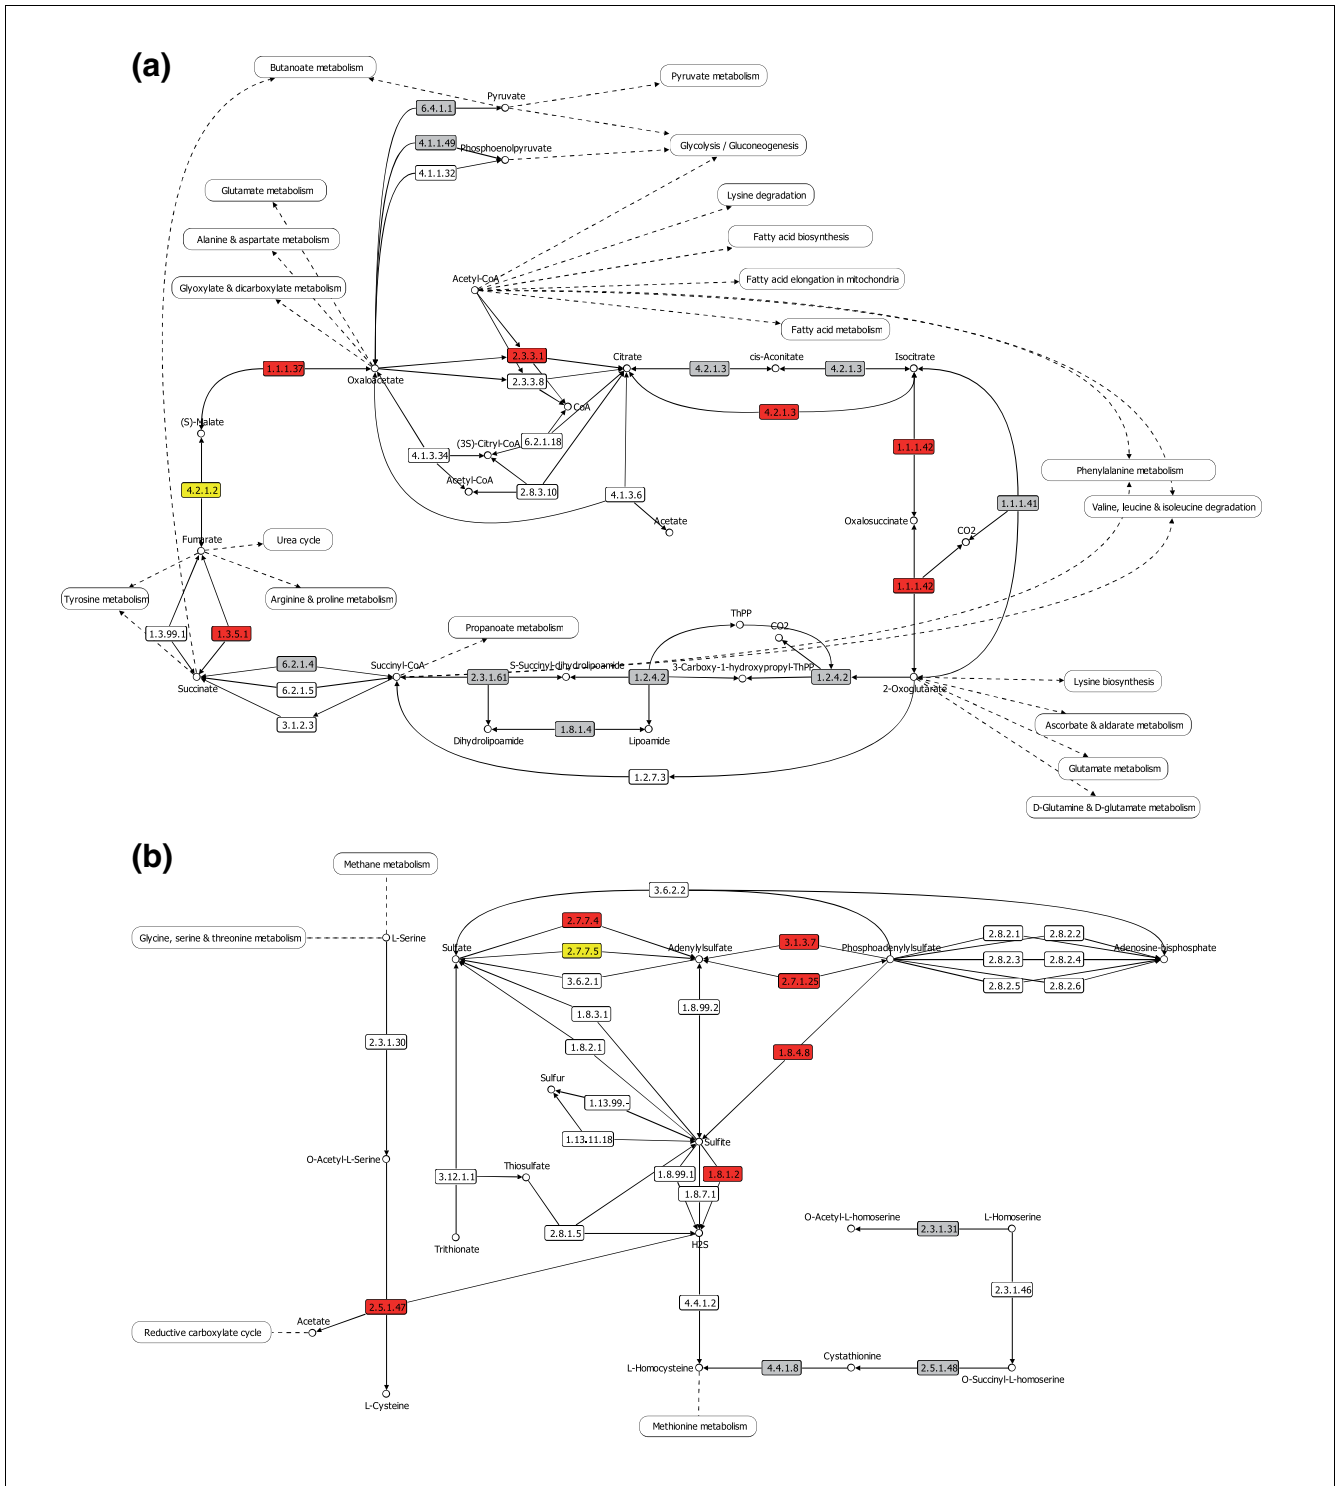 (a)
Butanoate metabolism
Pyruvate metabolism
Pyruvate
6.4.1.1
4.1.1.49
Phosphoenolpyruvate
Glycolysis / Gluconeogenesis
4.1.1.32
Glutamate metabolism
Lysine degradation
Alanine & aspartate metabolism
Fatty acid biosynthesis
Glyoxylate & dicarboxylate metabolism
Acetyl-CoA
Fatty acid elongation in mitochondria
Fatty acid metabolism
1.1.1.37
Oxaloacetate
2.3.3.1
2.3.3.8
Citrate
4.2.1.3
cis-Aconitate
4.2.1.3
Isocitrate
CoA
4.2.1.3
(S)-Malate
(3S)-Citryl-CoA
6.2.1.18
4.1.3.34
1.1.1.42
Phenylalanine metabolism
4.2.1.2
Acetyl-CoA
2.8.3.10
4.1.3.6
1.1.1.41
Valine, leucine & isoleucine degradation
Acetate
Oxalosuccinate
CO2
Fumarate
Urea cycle
1.1.1.42
Tyrosine metabolism
Arginine & proline metabolism
1.3.99.1
1.3.5.1
Propanoate metabolism
ThPP
CO2
6.2.1.4
Succinyl-CoA
S-Succinyl-dihydrolipoamide
3-Carboxy-1-hydroxypropyl-ThPP
Succinate
6.2.1.5
2.3.1.61
1.2.4.2
1.2.4.2
2-Oxoglutarate
Lysine biosynthesis
3.1.2.3
1.8.1.4
Dihydrolipoamide
Lipoamide
Ascorbate & aldarate metabolism
1.2.7.3
Glutamate metabolism
D-Glutamine & D-glutamate metabolism
(b)
Methane metabolism
3.6.2.2
Glycine, serine & threonine metabolism
L-Serine
2.7.7.4
Sulfate
2.7.7.5
Adenylylsulfate
3.1.3.7
Phosphoadenylylsulfate
2.8.2.1
2.8.2.2
Adenosine-bisphosphate
2.8.2.3
2.8.2.4
3.6.2.1
2.7.1.25
2.8.2.5
2.8.2.6
1.8.3.1
1.8.99.2
2.3.1.30
1.8.2.1
1.8.4.8
Sulfur
1.13.99.-
1.13.11.18
Sulfite
O-Acetyl-L-Serine
3.12.1.1
Thiosulfate
1.8.99.1
1.8.1.2
1.8.7.1
2.8.1.5
Trithionate
H2S
O-Acetyl-L-homoserine
2.3.1.31
L-Homoserine
2.3.1.46
2.5.1.47
4.4.1.2
Reductive carboxylate cycle
Acetate
L-Homocysteine
4.4.1.8
Cystathionine
2.5.1.48
O-Succinyl-L-homoserine
L-Cysteine
Methionine metabolism